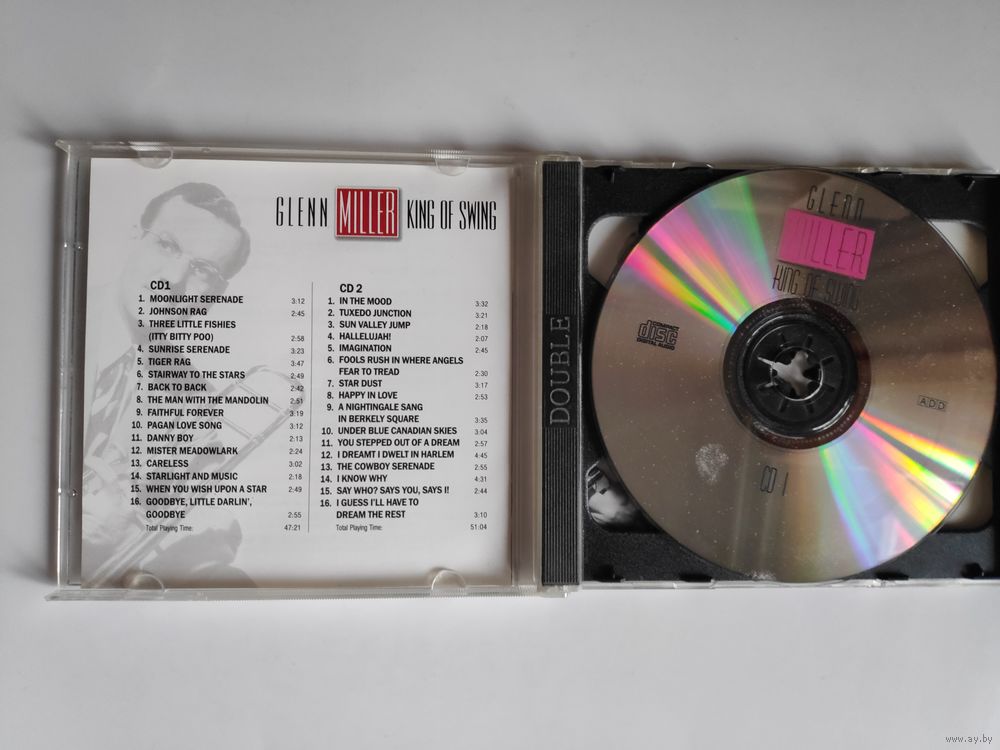 GLENN MILLER KING OF SWING
CD1
1. MOONLIGHT SERENADE 3:12
2. JOHNSON RAG 2:45
3. THREE LITTLE FISHIES
(ITTY BITTY POO) 2:58
4. SUNRISE SERENADE 3:23
5. TIGER RAG 3:47
6. STAIRWAY TO THE STARS 2:49
7. BACK TO BACK 2:42
8. THE MAN WITH THE MANDOLIN 2:51
9. FAITHFUL FOREVER 3:19
10. PAGAN LOVE SONG 3:12
11. DANNY BOY 2:13
12. MISTER MEADOWLARK 2:24
13. CARELESS 3:02
14. STARLIGHT AND MUSIC 2:18
15. WHEN YOU WISH UPON A STAR 2:49
16. GOODBYE, LITTLE DARLIN',
GOODBYE 2:55
Total Playing Time: 47:21
CD 2
1. IN THE MOOD 3:32
2. TUXEDO JUNCTION 3:21
3. SUN VALLEY JUMP 2:18
4. HALLELUJAH! 2:07
5. IMAGINATION 2:45
6. FOOLS RUSH IN WHERE ANGELS
FEAR TO TREAD 2:30
7. STAR DUST 3:17
8. HAPPY IN LOVE 2:53
9. A NIGHTINGALE SANG
IN BERKELY SQUARE 3:35
10. UNDER BLUE CANADIAN SKIES 3:04
11. YOU STEPPED OUT OF A DREAM 2:57
12. I DREAMT I DWELT IN HARLEM 4:45
13. THE COWBOY SERENADE 2:55
14. I KNOW WHY 4:31
15. SAY WHO? SAYS YOU, SAYS I! 2:44
16. I GUESS I'LL HAVE TO
DREAM THE REST 3:10
Total Playing Time: 51:04
DOUBLE
GLENN
MILLER
KING OF SWING
COMPACT
disc
DIGITAL AUDIO
ADD
CD 1
www.ay.by